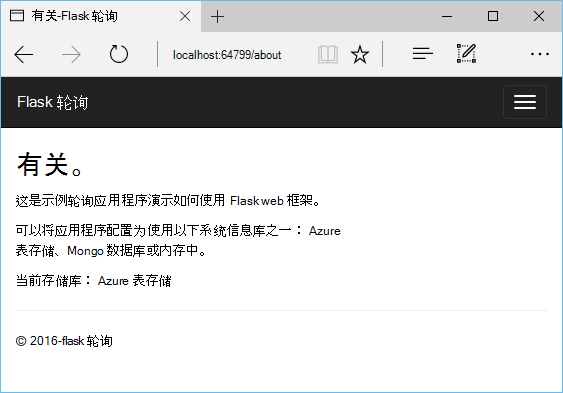 有关-Flask 轮询
localhost:64799/about
Flask 轮询
有关。
这是示例轮询应用程序演示如何使用 Flask web 框架。
可以将应用程序配置为使用以下系统信息库之一： Azure
表存储、Mongo 数据库或内存中。
当前存储库： Azure 表存储
© 2016-flask 轮询